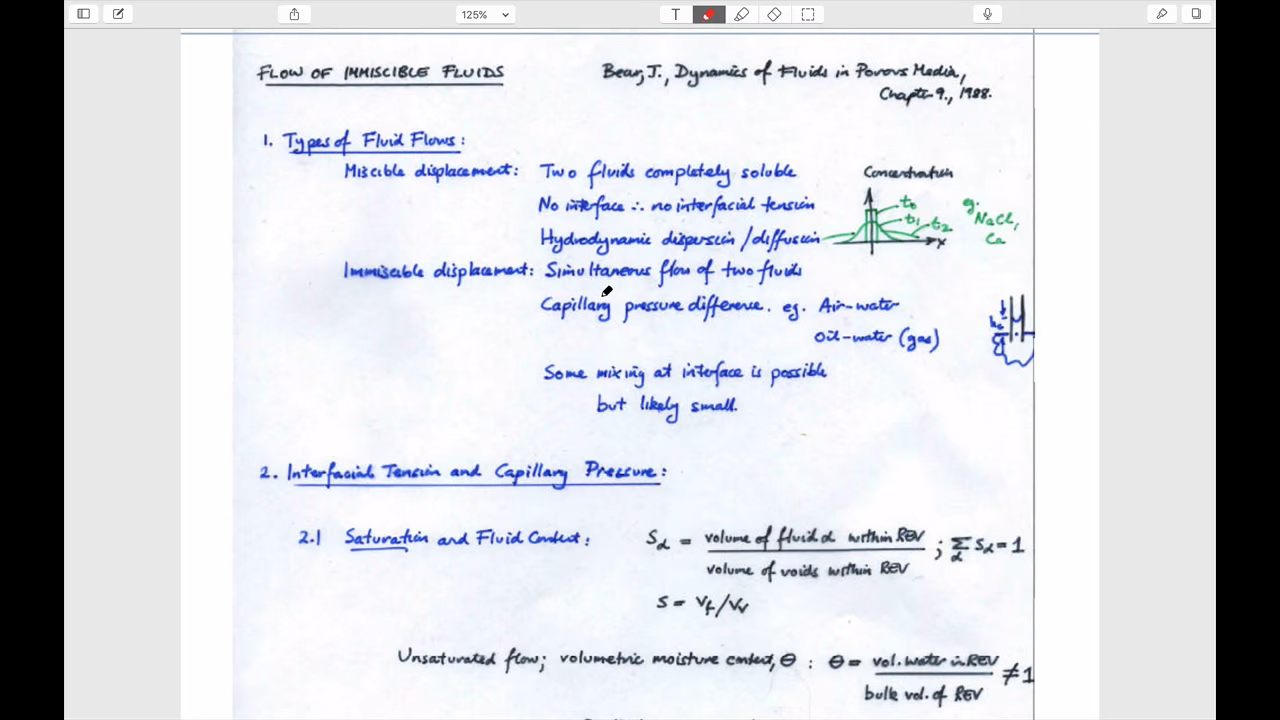 125%
T
FLOW OF IMMISCIBLE FLUIDS
Bear, J., Dynamics of Fluids in Porous Media,
Chapter 9., 1988.
1. Types of Fluid Flows:
Miscible displacement: Two fluids completely soluble
No interface ∴ no interfacial tension
Hydrodynamic dispersion / diffusion
Concentration
t₀
t₁
t₂
x
eg.
NaCl,
Ca
Immiscible displacement: Simultaneous flow of two fluids
Capillary pressure difference. eg. Air-water
Oil-water (gas)
Some mixing at interface is possible
but likely small.
2. Interfacial Tension and Capillary Pressure:
2.1 Saturation and Fluid Content: Sα = volume of fluid α within REV / volume of voids within REV ; Σα Sα = 1
S = Vf/Vv
Unsaturated flow; volumetric moisture content, θ : θ = vol. water in REV / bulk vol. of REV ≠ 1